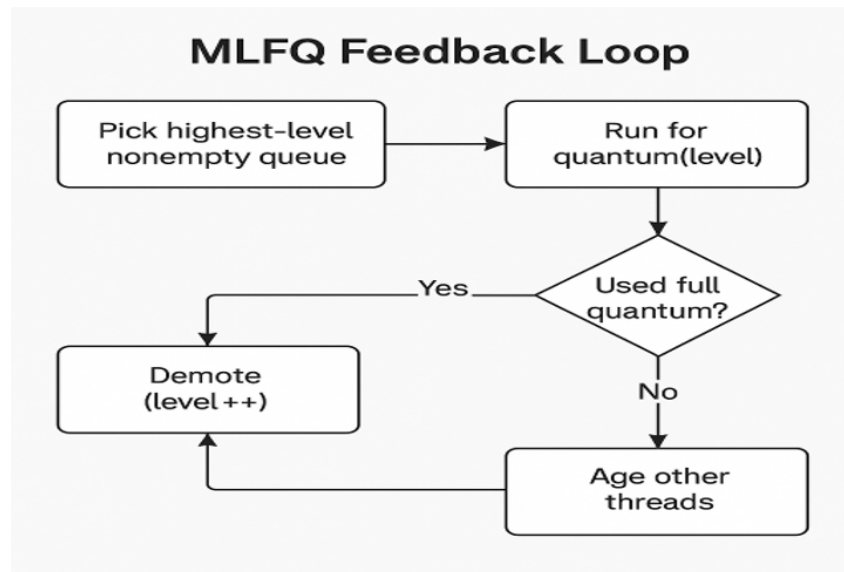 MLFQ Feedback Loop
Pick highest-level
nonempty queue
Run for
quantum(level)
Used full
quantum?
Yes
Demote
(level++)
No
Age other
threads